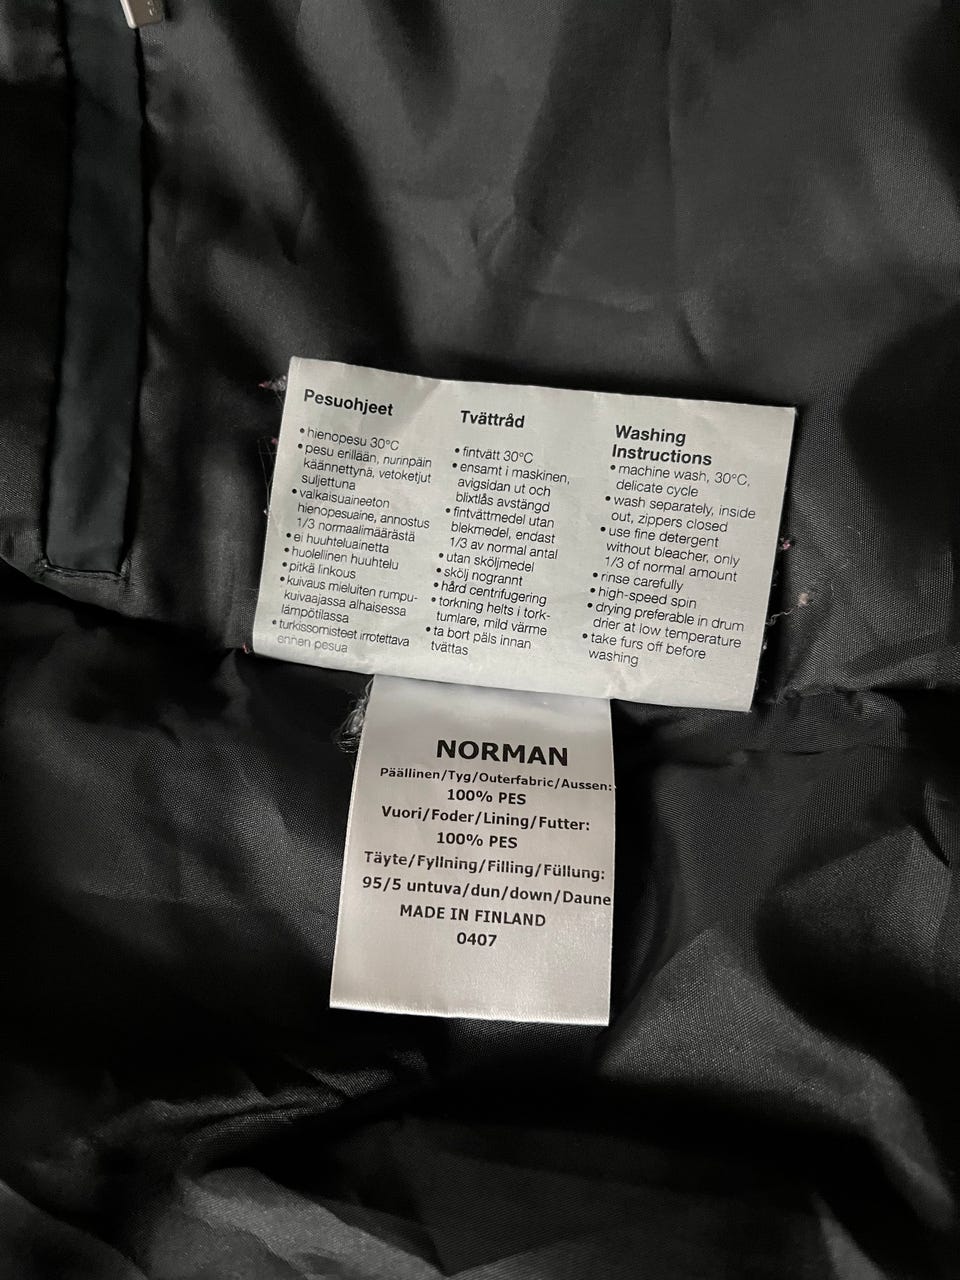 Pesuohjeet
• hienopesu 30°C
• pesu erillään, nurinpäin
käännettynä, vetoketjut
suljettuna
• valkaisuaineeton
hienopesuaine, annostus
1/3 normaalimäärästä
• ei huuhteluainetta
• huolellinen huuhtelu
• pitkä linkous
• kuivaus mieluiten rumpu-
kuivaajassa alhaisessa
lämpötilassa
• turkissomisteet irrotettava
ennen pesua
Tvättråd
• fintvätt 30°C
• ensamt i maskinen,
avigsidan ut och
blixtlås avstängd
• fintvättmedel utan
blekmedel, endast
1/3 av normal antal
• utan sköljmedel
• skölj nogrannt
• hård centrifugering
• torkning helts i tork-
tumlare, mild värme
• ta bort päls innan
tvättas
Washing
Instructions
• machine wash, 30°C,
delicate cycle
• wash separately, inside
out, zippers closed
• use fine detergent
without bleacher, only
1/3 of normal amount
• rinse carefully
• high-speed spin
• drying preferable in drum
drier at low temperature
• take furs off before
washing
NORMAN
Päällinen/Tyg/Outerfabric/Aussen:
100% PES
Vuori/Foder/Lining/Futter:
100% PES
Täyte/Fyllning/Filling/Füllung:
95/5 untuva/dun/down/Daune
MADE IN FINLAND
0407